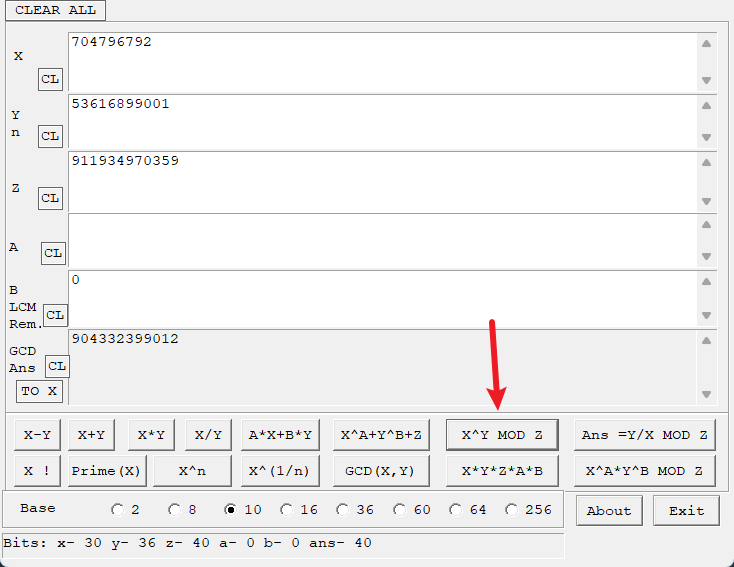 CLEAR ALL
X
CL
704796792
Y
n
CL
53616899001
Z
CL
911934970359
A
CL
B
LCM
Rem.
CL
0
GCD
Ans
CL
TO X
904332399012
X-Y X+Y X*Y X/Y A*X+B*Y X^A+Y^B+Z X^Y MOD Z Ans =Y/X MOD Z
X ! Prime(X) X^n X^(1/n) GCD(X,Y) X*Y*Z*A*B X^A*Y^B MOD Z
Base 2 8 10 16 36 60 64 256 About Exit
Bits: x- 30 y- 36 z- 40 a- 0 b- 0 ans- 40